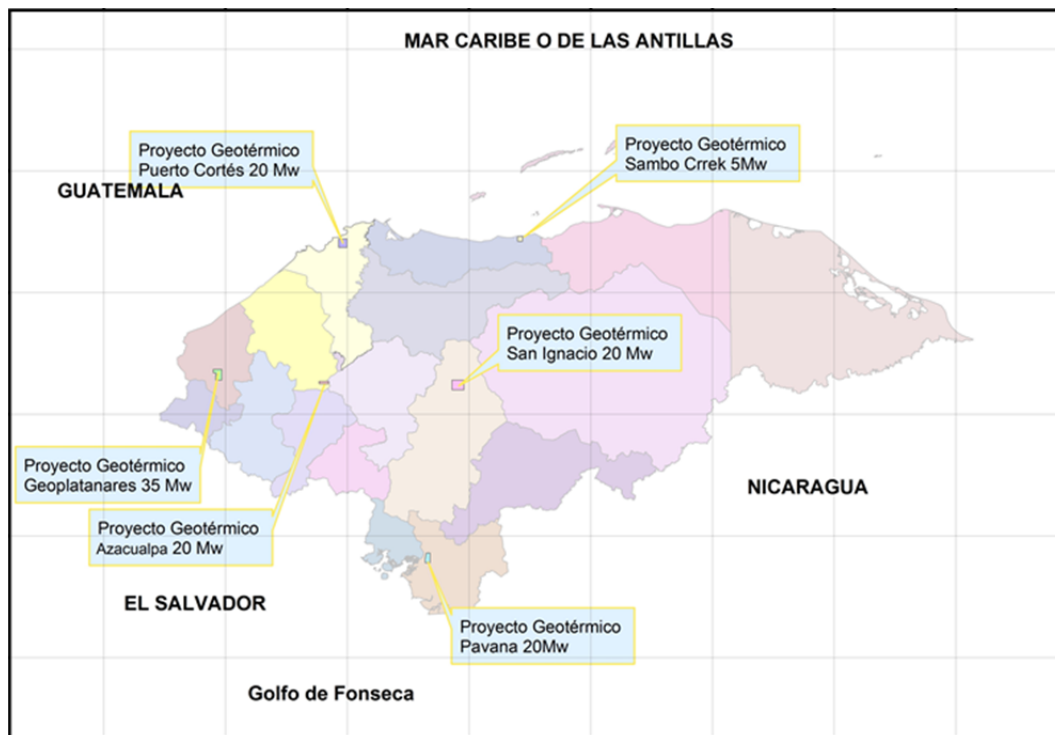 MAR CARIBE O DE LAS ANTILLAS
Proyecto Geotérmico
Puerto Cortés 20 Mw
Proyecto Geotérmico
Sambo Crrek 5Mw
GUATEMALA
Proyecto Geotérmico
San Ignacio 20 Mw
Proyecto Geotérmico
Geoplatanares 35 Mw
NICARAGUA
Proyecto Geotérmico
Azacualpa 20 Mw
EL SALVADOR
Proyecto Geotérmico
Pavana 20Mw
Golfo de Fonseca